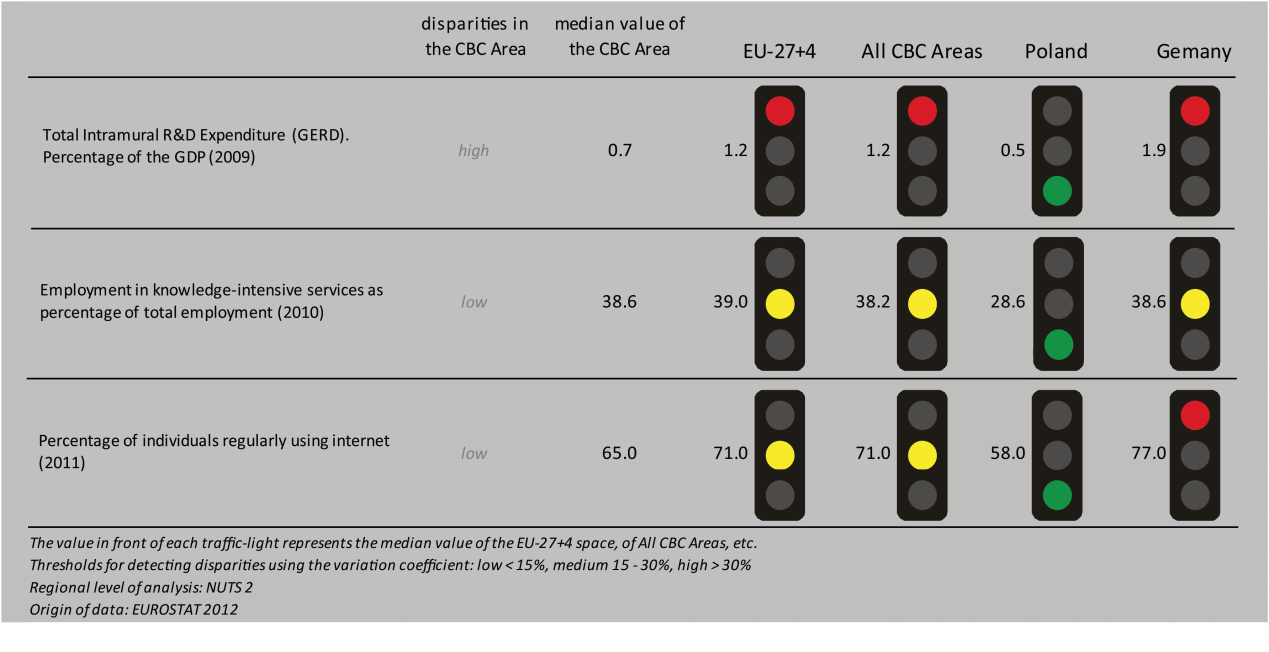 disparities in
the CBC Area
median value of
the CBC Area
EU-27+4
All CBC Areas
Poland
Gemany
Total Intramural R&D Expenditure (GERD).
Percentage of the GDP (2009)
high
0.7
1.2
1.2
0.5
1.9
Employment in knowledge-intensive services as
percentage of total employment (2010)
low
38.6
39.0
38.2
28.6
38.6
Percentage of individuals regularly using internet
(2011)
low
65.0
71.0
71.0
58.0
77.0
The value in front of each traffic-light represents the median value of the EU-27+4 space, of All CBC Areas, etc.
Thresholds for detecting disparities using the variation coefficient: low < 15%, medium 15 - 30%, high > 30%
Regional level of analysis: NUTS 2
Origin of data: EUROSTAT 2012